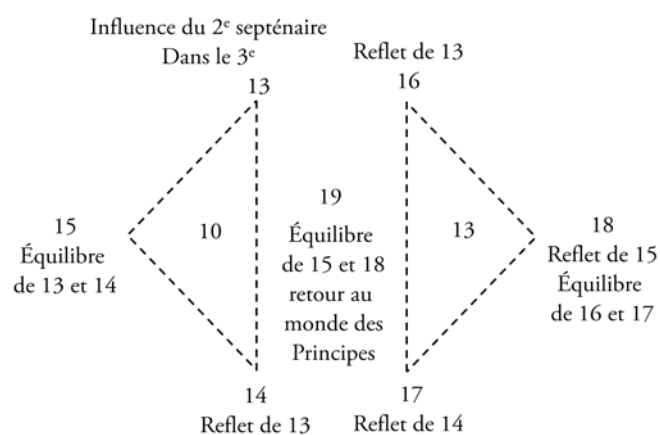 Influence du 2e septénaire
Dans le 3e
13
Reflet de 13
16
15
Équilibre
de 13 et 14
10
19
Équilibre
de 15 et 18
retour au
monde des
Principes
13
18
Reflet de 15
Équilibre
de 16 et 17
14
Reflet de 13
17
Reflet de 14